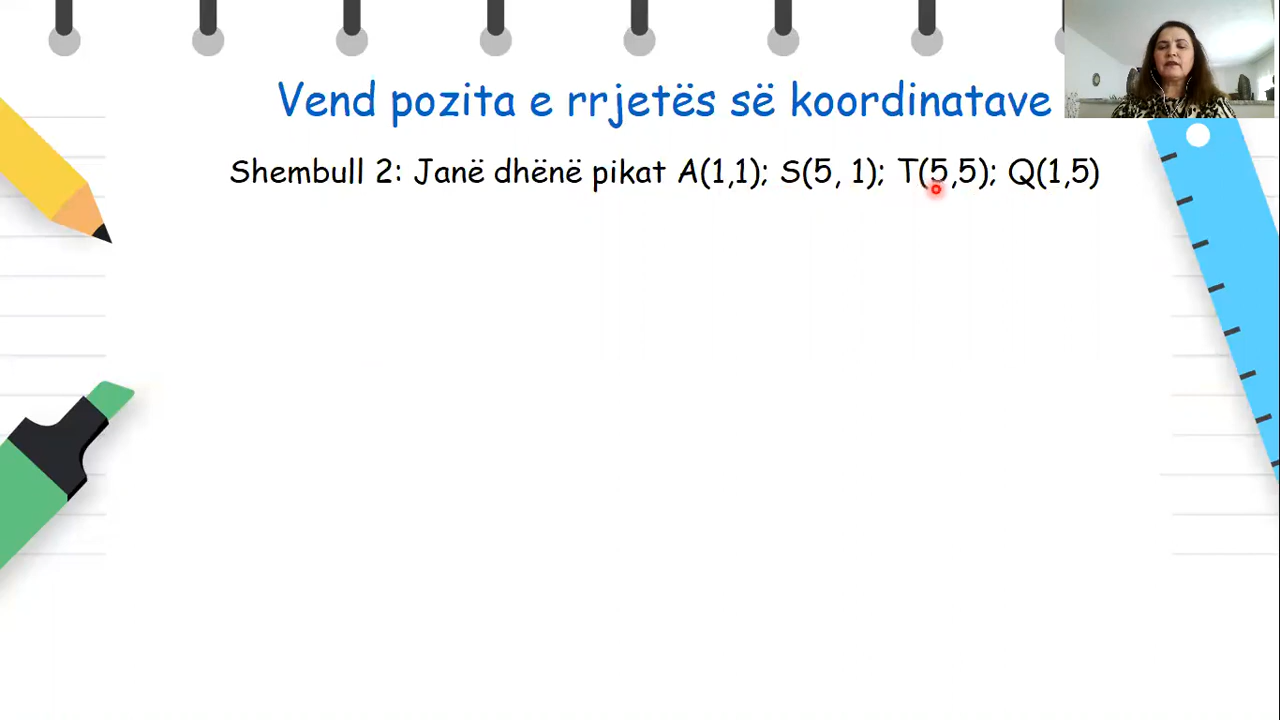 Vend pozita e rrjetës së koordinatave
Shembull 2: Janë dhënë pikat A(1,1); S(5, 1); T(5,5); Q(1,5)